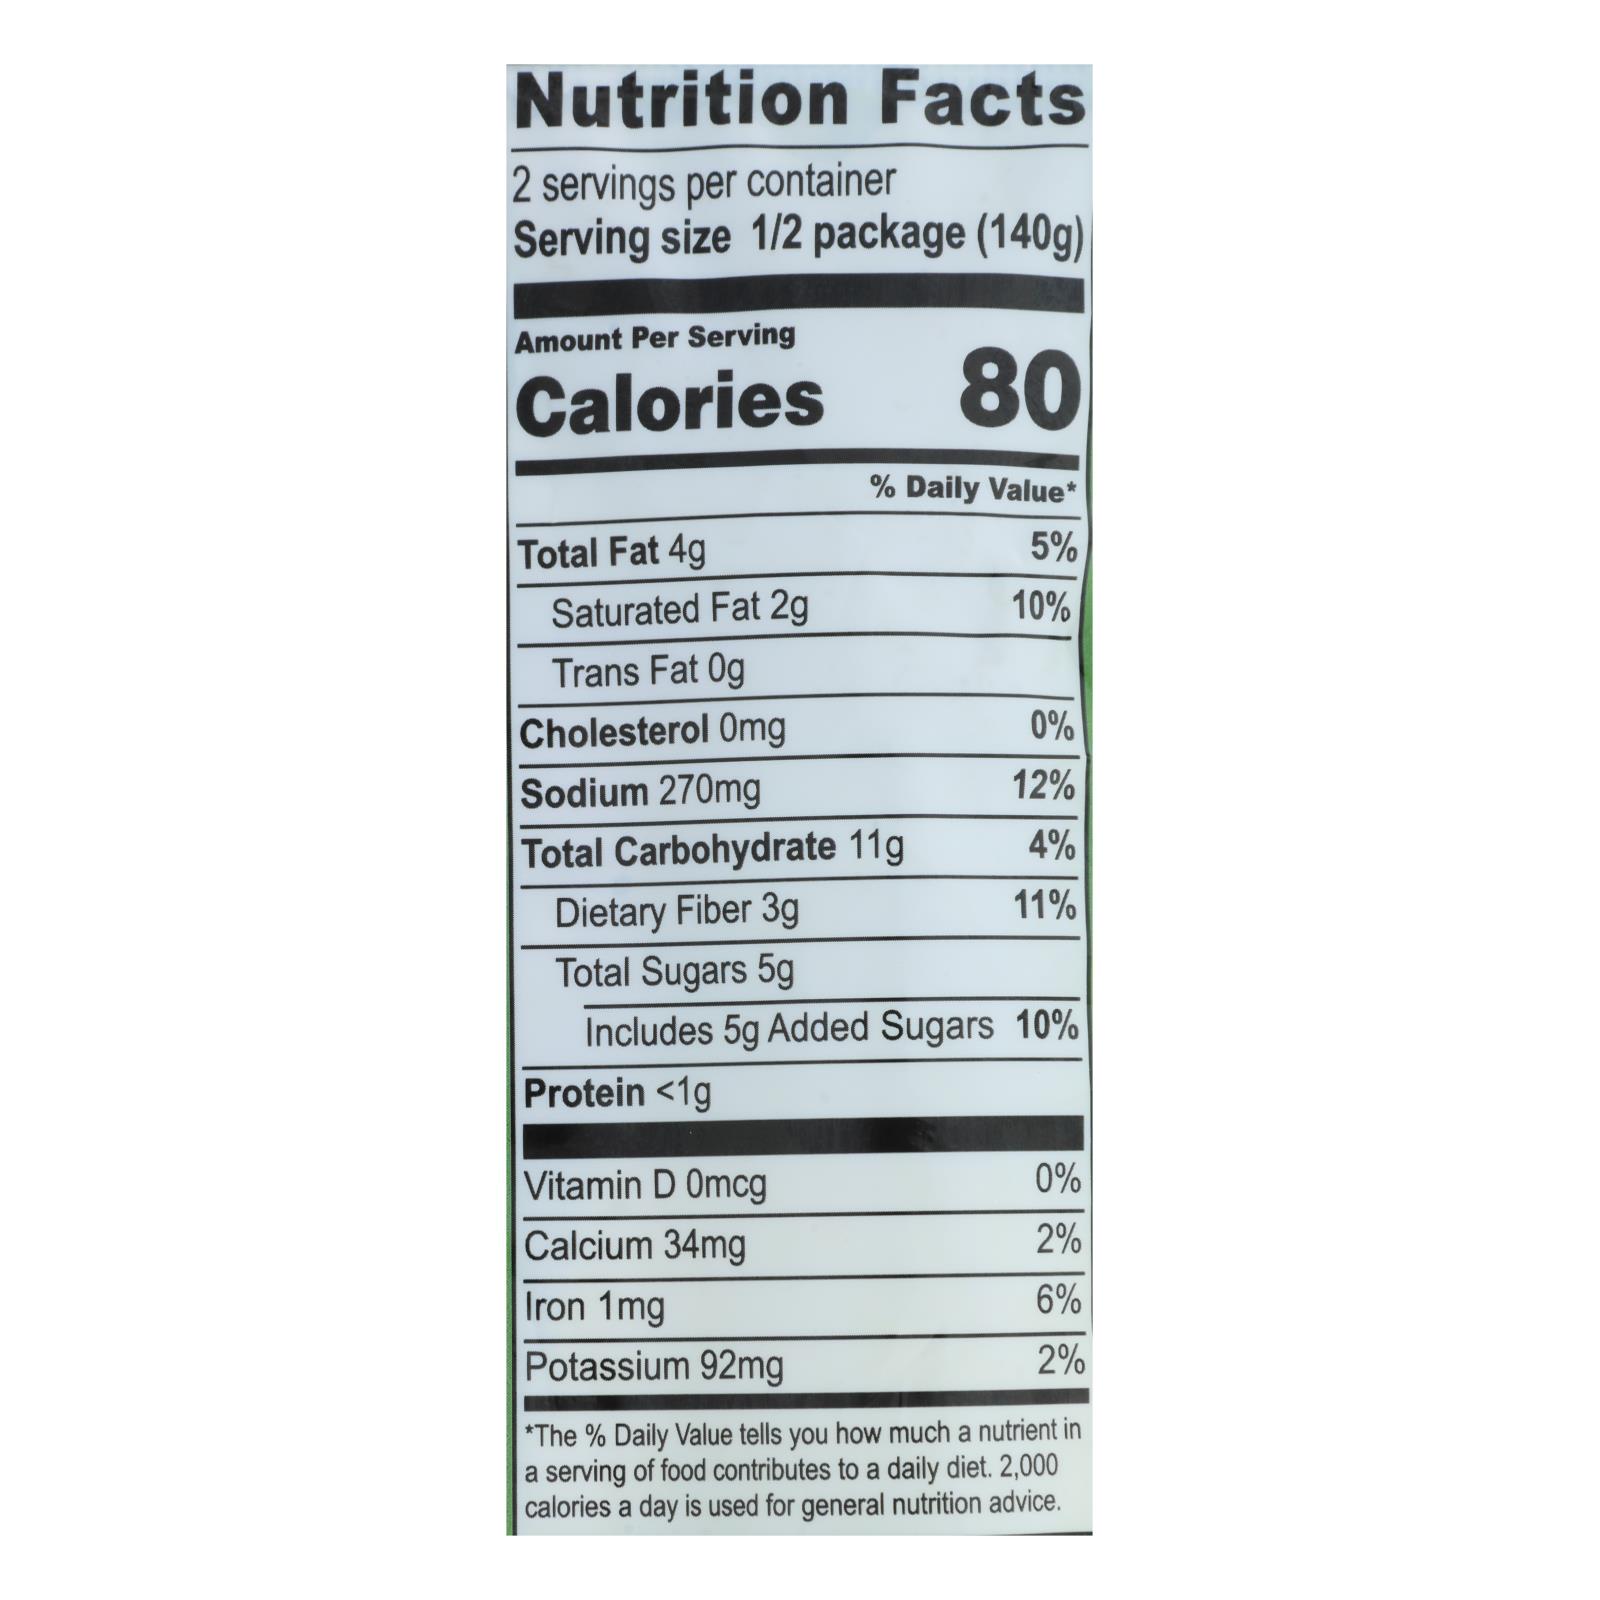 Nutrition Facts
2 servings per container
Serving size 1/2 package (140g)
Amount Per Serving
Calories 80
% Daily Value*
Total Fat 4g 5%
Saturated Fat 2g 10%
Trans Fat 0g
Cholesterol 0mg 0%
Sodium 270mg 12%
Total Carbohydrate 11g 4%
Dietary Fiber 3g 11%
Total Sugars 5g
Includes 5g Added Sugars 10%
Protein <1g
Vitamin D 0mcg 0%
Calcium 34mg 2%
Iron 1mg 6%
Potassium 92mg 2%
*The % Daily Value tells you how much a nutrient in
a serving of food contributes to a daily diet. 2,000
calories a day is used for general nutrition advice.